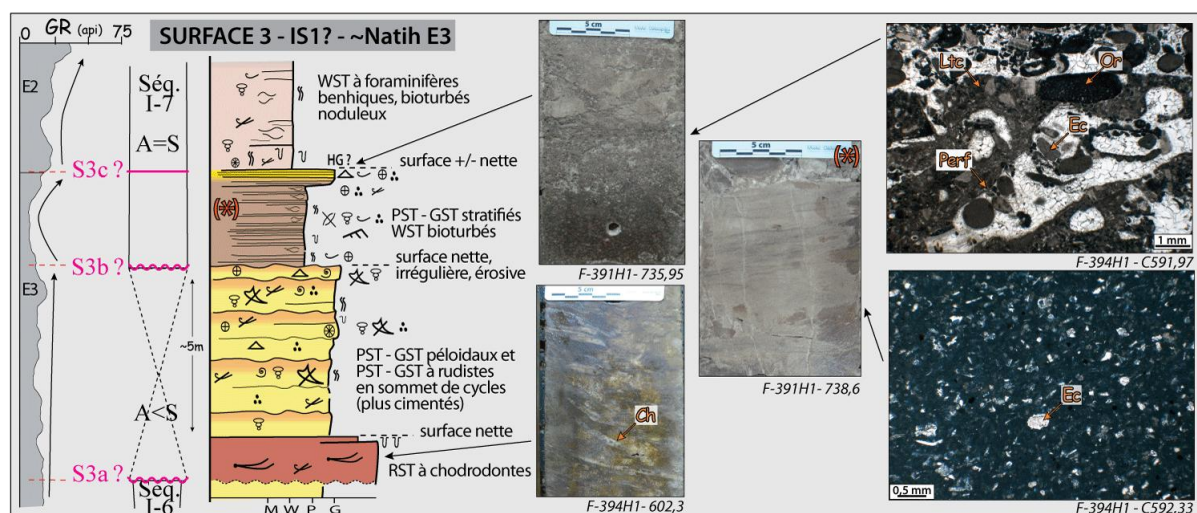 0 GR (api) 75
SURFACE 3 - IS1? - ~Natih E3
E2
Séq.
I-7
A=S
S3c ?
S3b ?
E3
~5m
A<S
S3a ?
Séq.
I-6
M W P G
WST à foraminifères
benhiques, bioturbés
noduleux
HG ?
surface +/- nette
(*)
PST - GST stratifiés
WST bioturbés
surface nette,
irrégulière, érosive
PST - GST péloidaux et
PST - GST à rudistes
en sommet de cycles
(plus cimentés)
surface nette
RST à chodrodontes
5 cm
F-391H1 - 735,95
5 cm
Ch
F-394H1 - 602,3
5 cm
(*)
F-391H1- 738,6
Ltc
Or
Ec
Perf
1 mm
F-394H1 - C591,97
Ec
0,5 mm
F-394H1 - C592,33